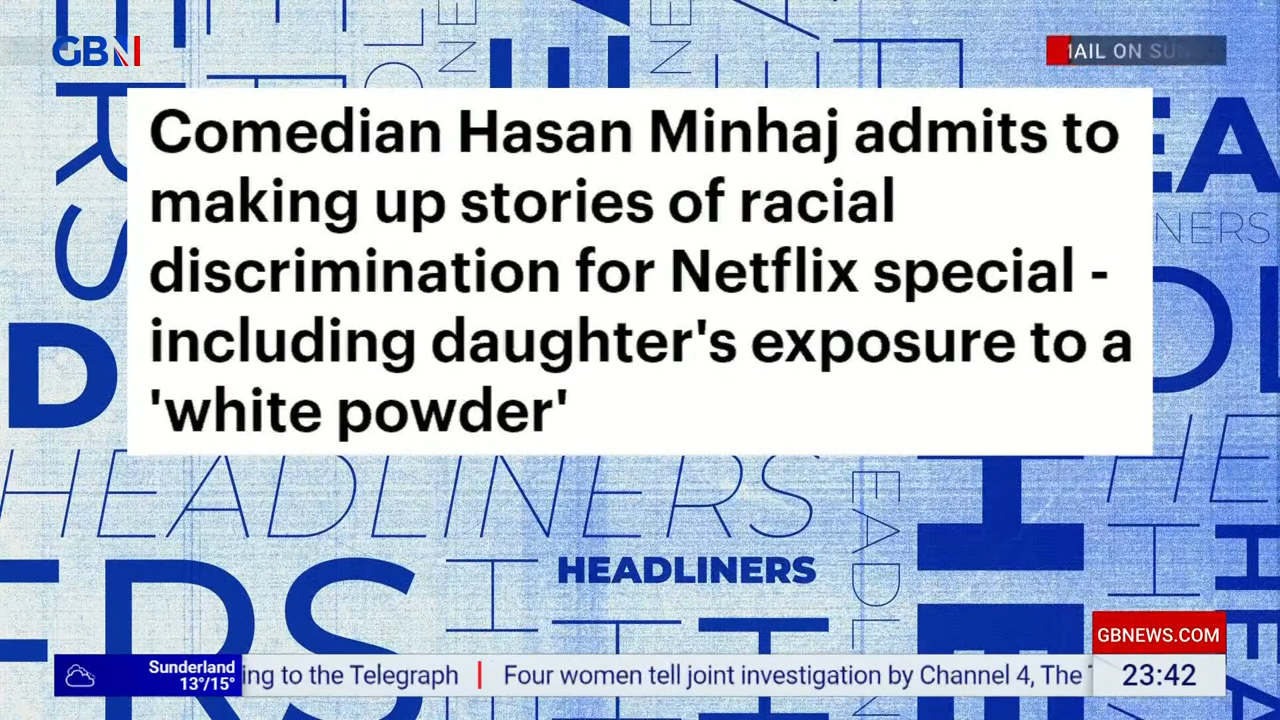 GBN
MAIL ON SU
Comedian Hasan Minhaj admits to
making up stories of racial
discrimination for Netflix special -
including daughter's exposure to a
'white powder'
HEADLINERS
HEADLINERS
GBNEWS.COM
Sunderland
13°/15°
ing to the Telegraph | Four women tell joint investigation by Channel 4, The
23:42